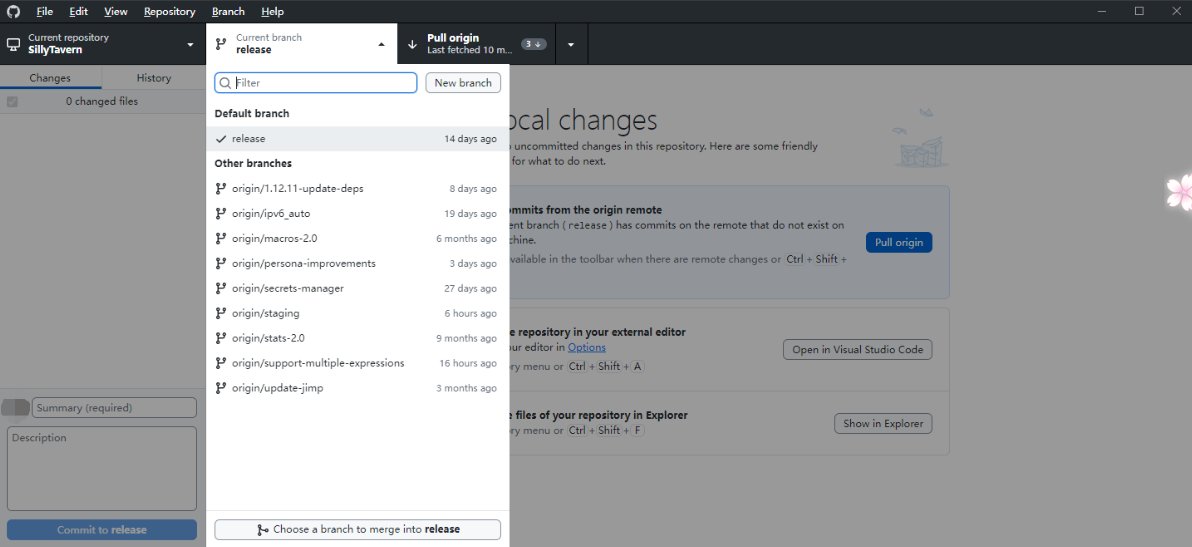 File Edit View Repository Branch Help
Current repository
SillyTavern
Current branch
release
Pull origin
Last fetched 10 m...
3
Changes History
0 changed files
Filter
New branch
Default branch
release 14 days ago
Other branches
origin/1.12.11-update-deps 8 days ago
origin/ipv6_auto 19 days ago
origin/macros-2.0 6 months ago
origin/persona-improvements 3 days ago
origin/secrets-manager 27 days ago
origin/staging 6 hours ago
origin/stats-2.0 9 months ago
origin/support-multiple-expressions 16 hours ago
origin/update-jimp 3 months ago
Choose a branch to merge into release
ocal changes
uncommitted changes in this repository. Here are some friendly
for what to do next.
ommits from the origin remote
ent branch (release) has commits on the remote that do not exist on
chine.
vailable in the toolbar when there are remote changes or Ctrl + Shift +
Pull origin
e repository in your external editor
our editor in Options
ory menu or Ctrl + Shift + A
Open in Visual Studio Code
e files of your repository in Explorer
ory menu or Ctrl + Shift + F
Show in Explorer
Summary (required)
Description
Commit to release